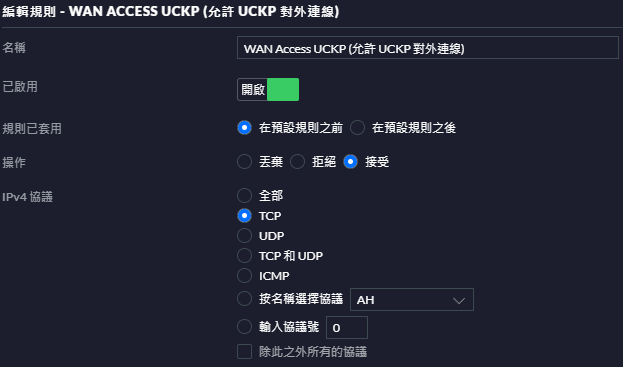 編輯規則 - WAN ACCESS UCKP (允許 UCKP 對外連線)
名稱 WAN Access UCKP (允許 UCKP 對外連線)
已啟用 開啟
規則已套用 在預設規則之前 在預設規則之後
操作 丟棄 拒絕 接受
IPv4 協議 全部
TCP
UDP
TCP 和 UDP
ICMP
按名稱選擇協議 AH
輸入協議號 0
除此之外所有的協議